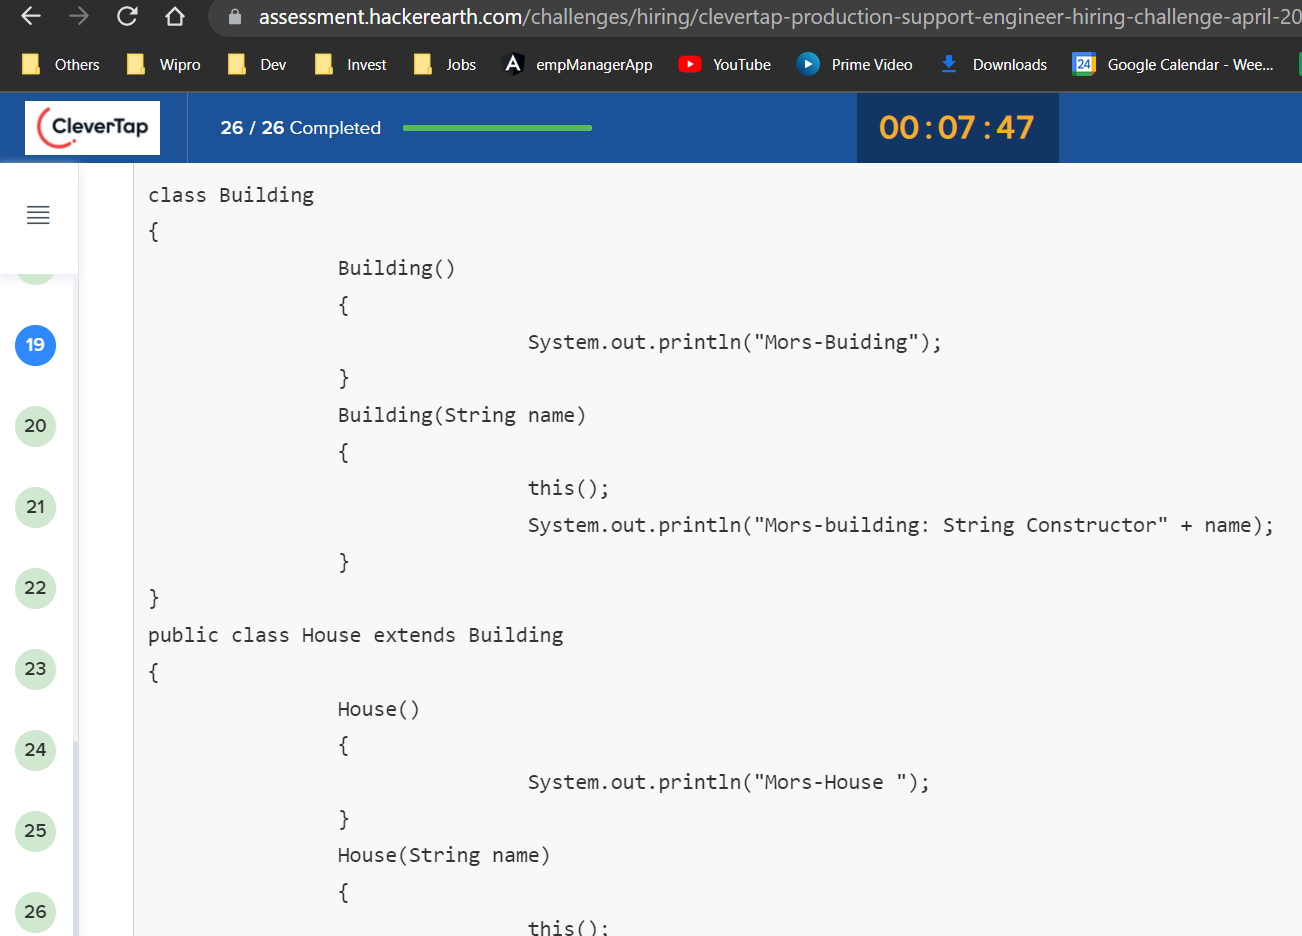 assessment.hackerearth.com/challenges/hiring/clevertap-production-support-engineer-hiring-challenge-april-20
Others Wipro Dev Invest Jobs empManagerApp YouTube Prime Video Downloads 24 Google Calendar - Wee...
CleverTap 26 / 26 Completed 00:07:47
class Building
{
Building()
{
System.out.println("Mors-Buiding");
}
Building(String name)
{
this();
System.out.println("Mors-building: String Constructor" + name);
}
}
public class House extends Building
{
House()
{
System.out.println("Mors-House ");
}
House(String name)
{
this();
19
20
21
22
23
24
25
26